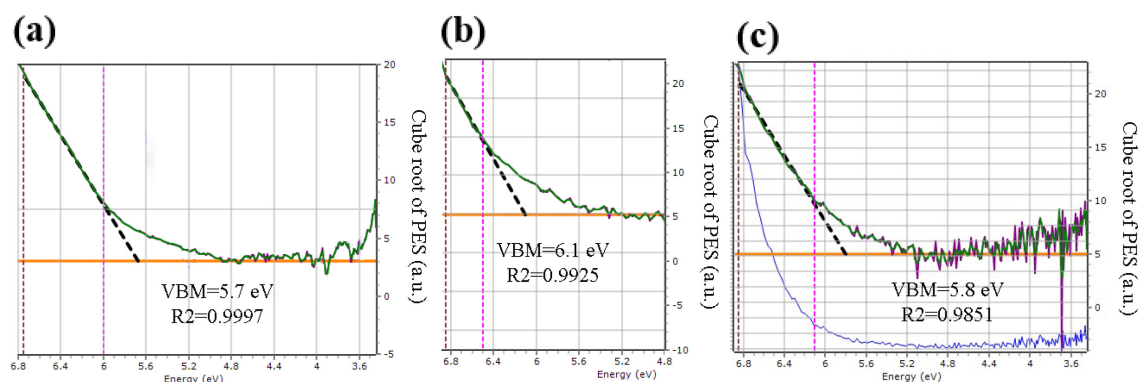 (a)
20
15
10
5
0
-5
VBM=5.7 eV
R2=0.9997
6.8
6.4
6
5.6
5.2
4.8
4.4
4
3.6
Energy (eV)
Cube root of PES (a.u.)
(b)
20
15
10
5
0
-5
-10
VBM=6.1 eV
R2=0.9925
6.8
6.4
6
5.6
5.2
4.8
Energy (eV)
Cube root of PES (a.u.)
(c)
20
15
10
5
0
VBM=5.8 eV
R2=0.9851
6.8
6.4
6
5.6
5.2
4.8
4.4
4
3.6
Energy (eV)
Cube root of PES (a.u.)